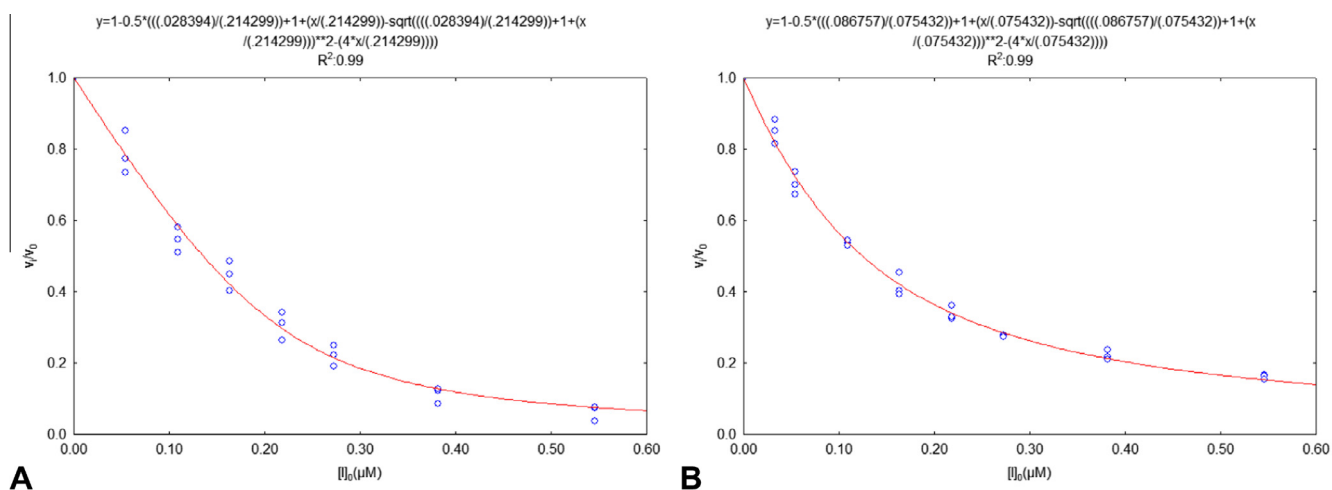 y=1-0.5*(((.028394)/(.214299))+1+(x/(.214299))-sqrt((((.028394)/(.214299))+1+(x
/(.214299)))**2-(4*x/(.214299))))
R²:0.99
1.0
0.8
0.6
0.4
0.2
0.0
vᵢ/v₀
0.00 0.10 0.20 0.30 0.40 0.50 0.60
[I]₀(μM)
A
y=1-0.5*(((.086757)/(.075432))+1+(x/(.075432))-sqrt((((.086757)/(.075432))+1+(x
/(.075432)))**2-(4*x/(.075432))))
R²:0.99
1.0
0.8
0.6
0.4
0.2
0.0
vᵢ/v₀
0.00 0.10 0.20 0.30 0.40 0.50 0.60
[I]₀(μM)
B